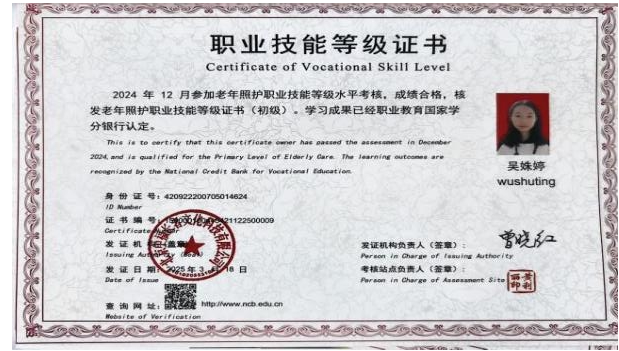 职业技能等级证书
Certificate of Vocational Skill Level
2024 年 12 月参加老年照护职业技能等级水平考核，成绩合格，核
发老年照护职业技能等级证书（初级）。学习成果已经职业教育国家学
分银行认定。
This is to certify that this certificate owner has passed the assessment in December
2024, and is qualified for the Primary Level of Elderly Care. The learning outcomes are
recognized by the National Credit Bank for Vocational Education.
吴姝婷
wushuting
身 份 证 号：420922200705014624
ID Number
证 书 编 号：
Certificate
发 证 机 构（盖章）：
Issuing Authority (Seal)
发 证 日 期：2025 年 3 月 18 日
Date of Issue
发证机构负责人（签章）：
曾晓红
Person in Charge of Issuing Authority
考核站点负责人（签章）：
Person in Charge of Assessment Site
查 询 网 址：http://www.ncb.edu.cn
Website of Verification